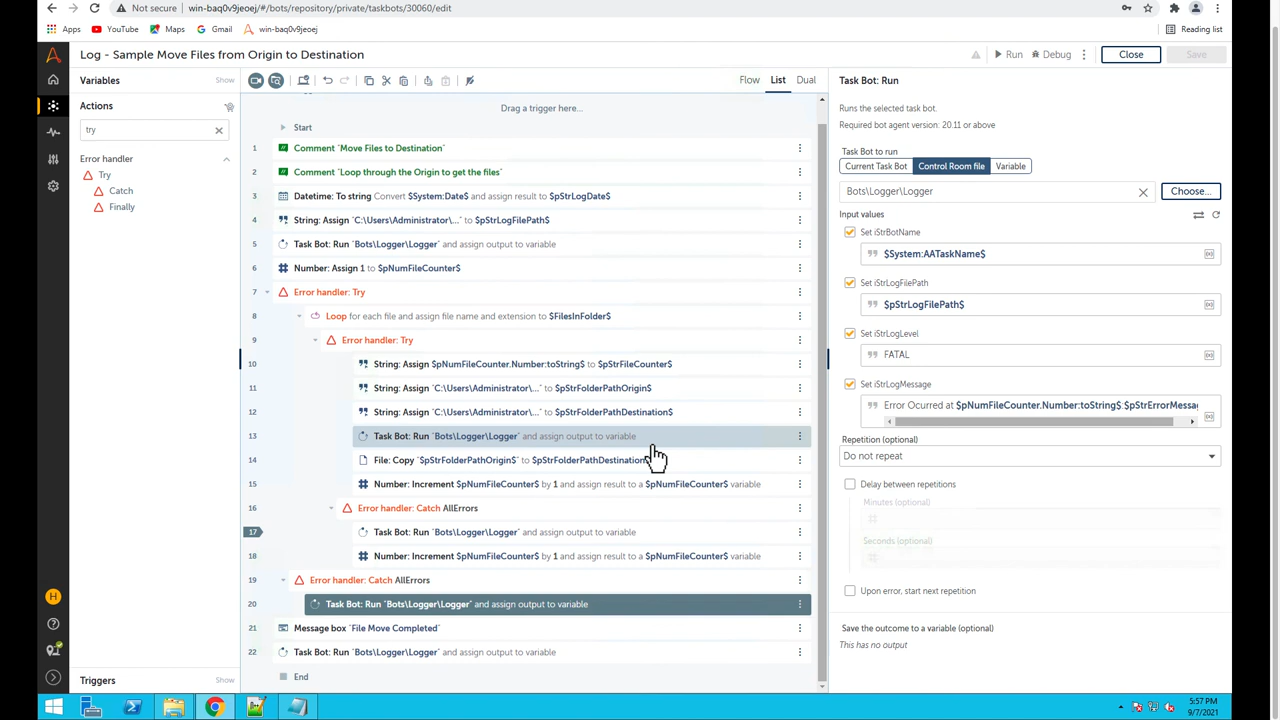 Not secure | win-baq0v9jeoej/#/bots/repository/private/taskbots/30060/edit
Apps YouTube Maps Gmail win-baq0v9jeoej Reading list
Log - Sample Move Files from Origin to Destination Run Debug Close Save
Variables Show Flow List Dual
Actions
try
Error handler
Try
Catch
Finally
Triggers Show
Drag a trigger here...
Start
1 Comment "Move Files to Destination"
2 Comment "Loop through the Origin to get the files"
3 Datetime: To string Convert $System:Date$ and assign result to $pStrLogDate$
4 String: Assign "C:\Users\Administrator\..." to $pStrLogFilePath$
5 Task Bot: Run "Bots\Logger\Logger" and assign output to variable
6 Number: Assign 1 to $pNumFileCounter$
7 Error handler: Try
8 Loop for each file and assign file name and extension to $FilesInFolder$
9 Error handler: Try
10 String: Assign $pNumFileCounter.Number:toString$ to $pStrFileCounter$
11 String: Assign "C:\Users\Administrator\..." to $pStrFolderPathOrigin$
12 String: Assign "C:\Users\Administrator\..." to $pStrFolderPathDestination$
13 Task Bot: Run "Bots\Logger\Logger" and assign output to variable
14 File: Copy "$pStrFolderPathOrigin$" to $pStrFolderPathDestination$
15 Number: Increment $pNumFileCounter$ by 1 and assign result to a $pNumFileCounter$ variable
16 Error handler: Catch AllErrors
17 Task Bot: Run "Bots\Logger\Logger" and assign output to variable
18 Number: Increment $pNumFileCounter$ by 1 and assign result to a $pNumFileCounter$ variable
19 Error handler: Catch AllErrors
20 Task Bot: Run "Bots\Logger\Logger" and assign output to variable
21 Message box "File Move Completed"
22 Task Bot: Run "Bots\Logger\Logger" and assign output to variable
End
Task Bot: Run
Runs the selected task bot.
Required bot agent version: 20.11 or above
Task Bot to run
Current Task Bot Control Room file Variable
Bots\Logger\Logger Choose...
Input values
Set iStrBotName
$System:AATaskName$
Set iStrLogFilePath
$pStrLogFilePath$
Set iStrLogLevel
FATAL
Set iStrLogMessage
Error Ocurred at $pNumFileCounter.Number:toString$:$pStrErrorMessa
Repetition (optional)
Do not repeat
Delay between repetitions
Minutes (optional)
Seconds (optional)
Upon error, start next repetition
Save the outcome to a variable (optional)
This has no output
H
5:57 PM
9/7/2021